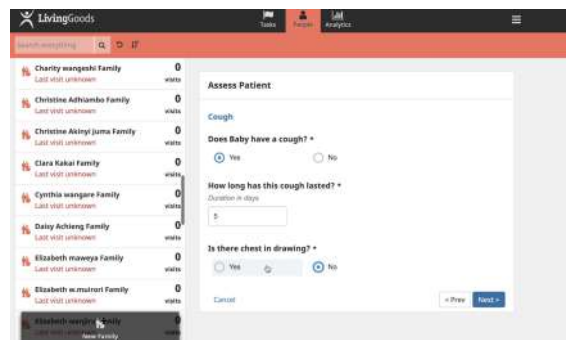 LivingGoods
Tasks
People
Analytics
Search everything
Charity wangeshi Family
0
Last visit unknown
visits
Christine Adhiambo Family
0
Last visit unknown
visits
Christine Akinyi Juma Family
0
Last visit unknown
visits
Clara Kakai Family
0
Last visit unknown
visits
Cynthia wangare Family
0
Last visit unknown
visits
Daisy Achieng Family
0
Last visit unknown
visits
Elizabeth maweya Family
0
Last visit unknown
visits
Elizabeth w.muirori Family
0
Last visit unknown
visits
0
visits
New Family
Assess Patient
Cough
Does Baby have a cough? *
Yes
No
How long has this cough lasted? *
Duration in days
5
Is there chest in drawing? *
Yes
No
Cancel
< Prev
Next >